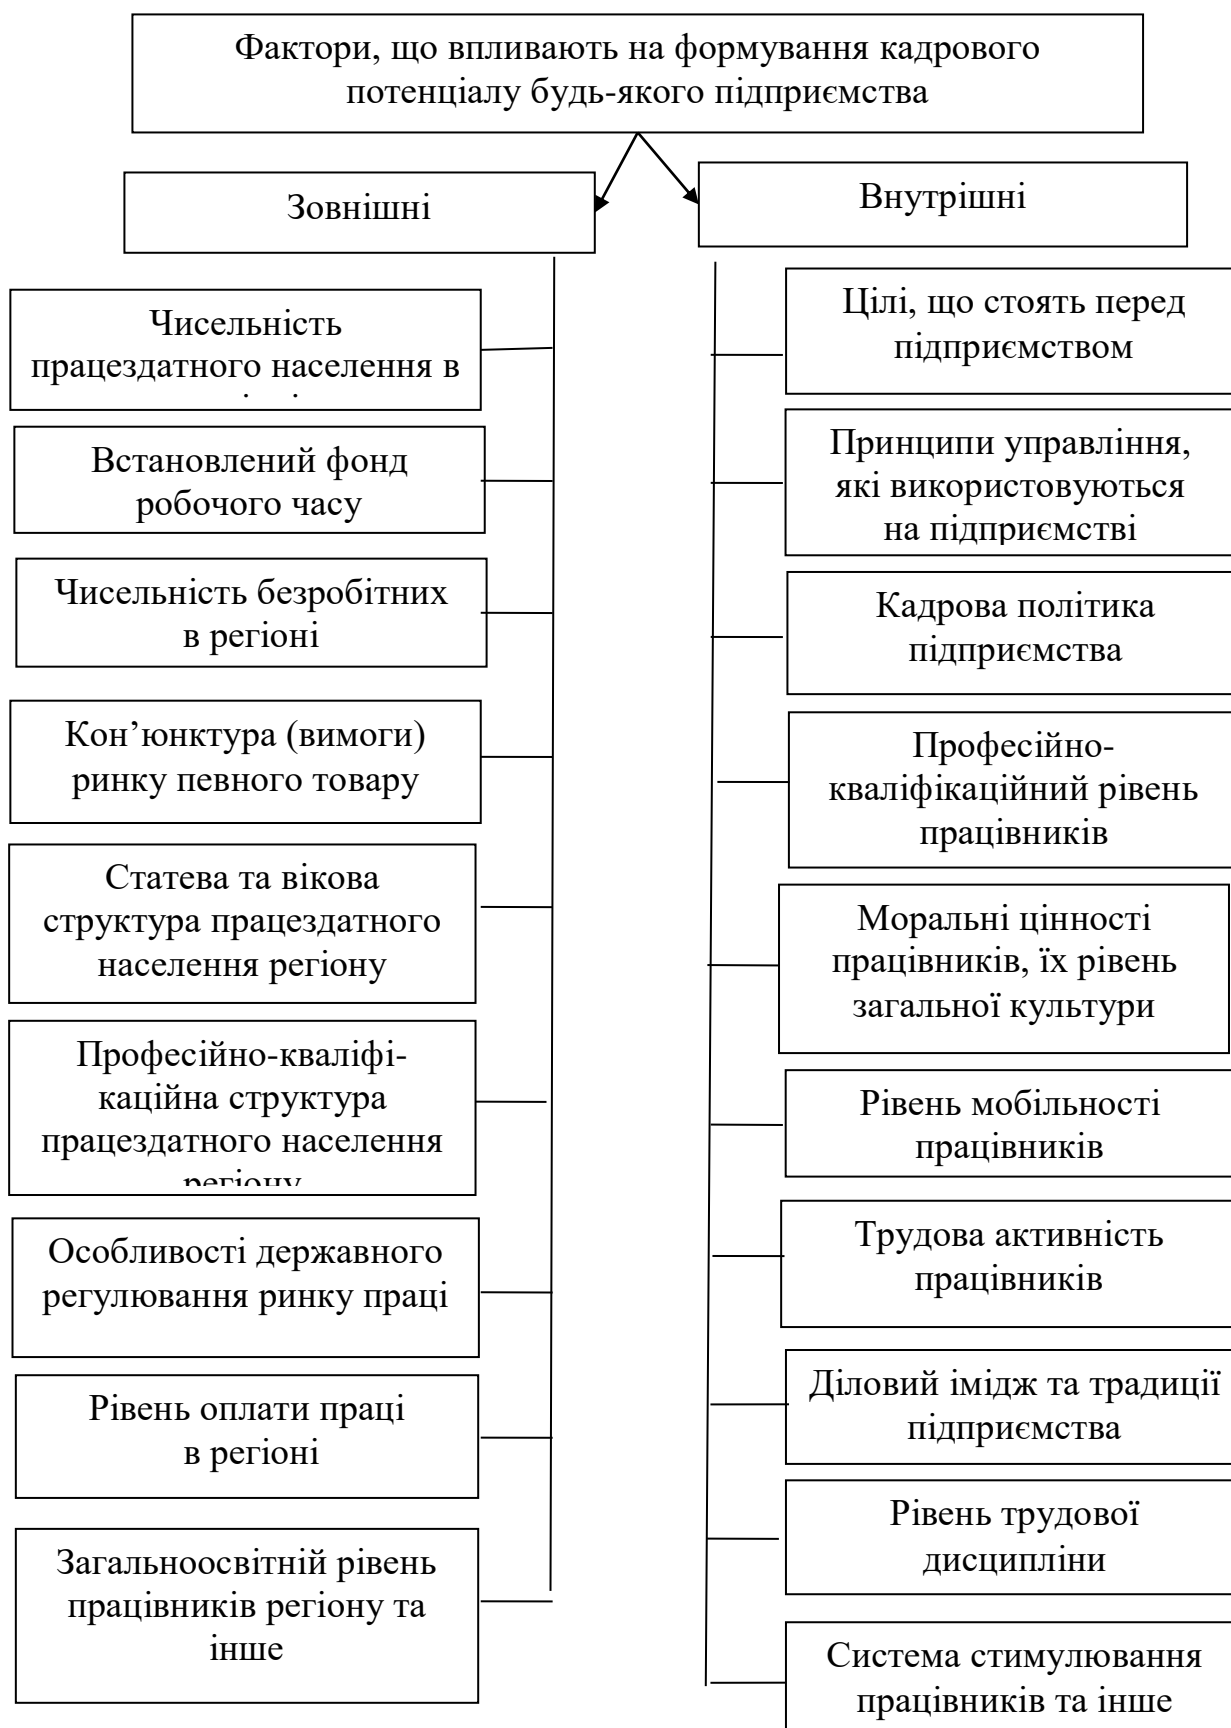 Фактори, що впливають на формування кадрового
потенціалу будь-якого підприємства
Зовнішні
Чисельність
працездатного населення в
Встановлений фонд
робочого часу
Чисельність безробітних
в регіоні
Кон’юнктура (вимоги)
ринку певного товару
Статева та вікова
структура працездатного
населення регіону
Професійно-кваліфі-
каційна структура
працездатного населення
регіону
Особливості державного
регулювання ринку праці
Рівень оплати праці
в регіоні
Загальноосвітній рівень
працівників регіону та
інше
Внутрішні
Цілі, що стоять перед
підприємством
Принципи управління,
які використовуються
на підприємстві
Кадрова політика
підприємства
Професійно-
кваліфікаційний рівень
працівників
Моральні цінності
працівників, їх рівень
загальної культури
Рівень мобільності
працівників
Трудова активність
працівників
Діловий імідж та традиції
підприємства
Рівень трудової
дисципліни
Система стимулювання
працівників та інше